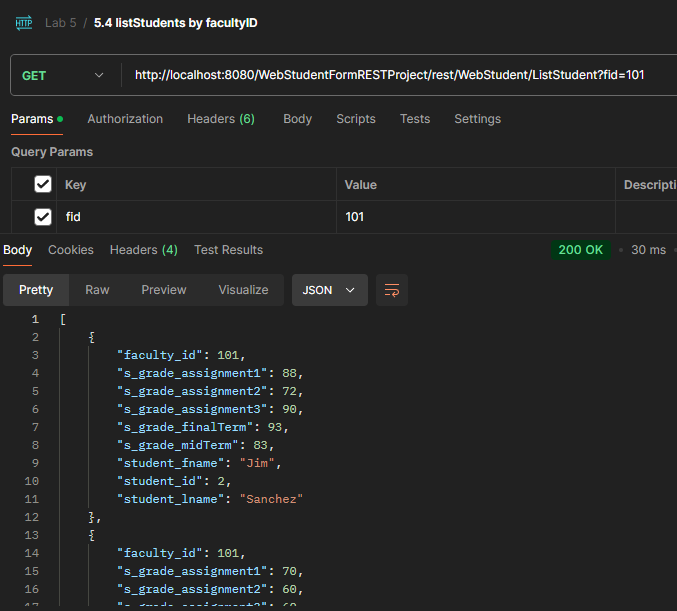 HTTP Lab 5 / 5.4 listStudents by facultyID
GET http://localhost:8080/WebStudentFormRESTProject/rest/WebStudent/ListStudent?fid=101
Params Authorization Headers (6) Body Scripts Tests Settings
Query Params
Key Value Descripti
fid 101
Body Cookies Headers (4) Test Results 200 OK 30 ms
Pretty Raw Preview Visualize JSON
1 [
2 {
3 "faculty_id": 101,
4 "s_grade_assignment1": 88,
5 "s_grade_assignment2": 72,
6 "s_grade_assignment3": 90,
7 "s_grade_finalTerm": 93,
8 "s_grade_midTerm": 83,
9 "student_fname": "Jim",
10 "student_id": 2,
11 "student_lname": "Sanchez"
12 },
13 {
14 "faculty_id": 101,
15 "s_grade_assignment1": 70,
16 "s_grade_assignment2": 60,